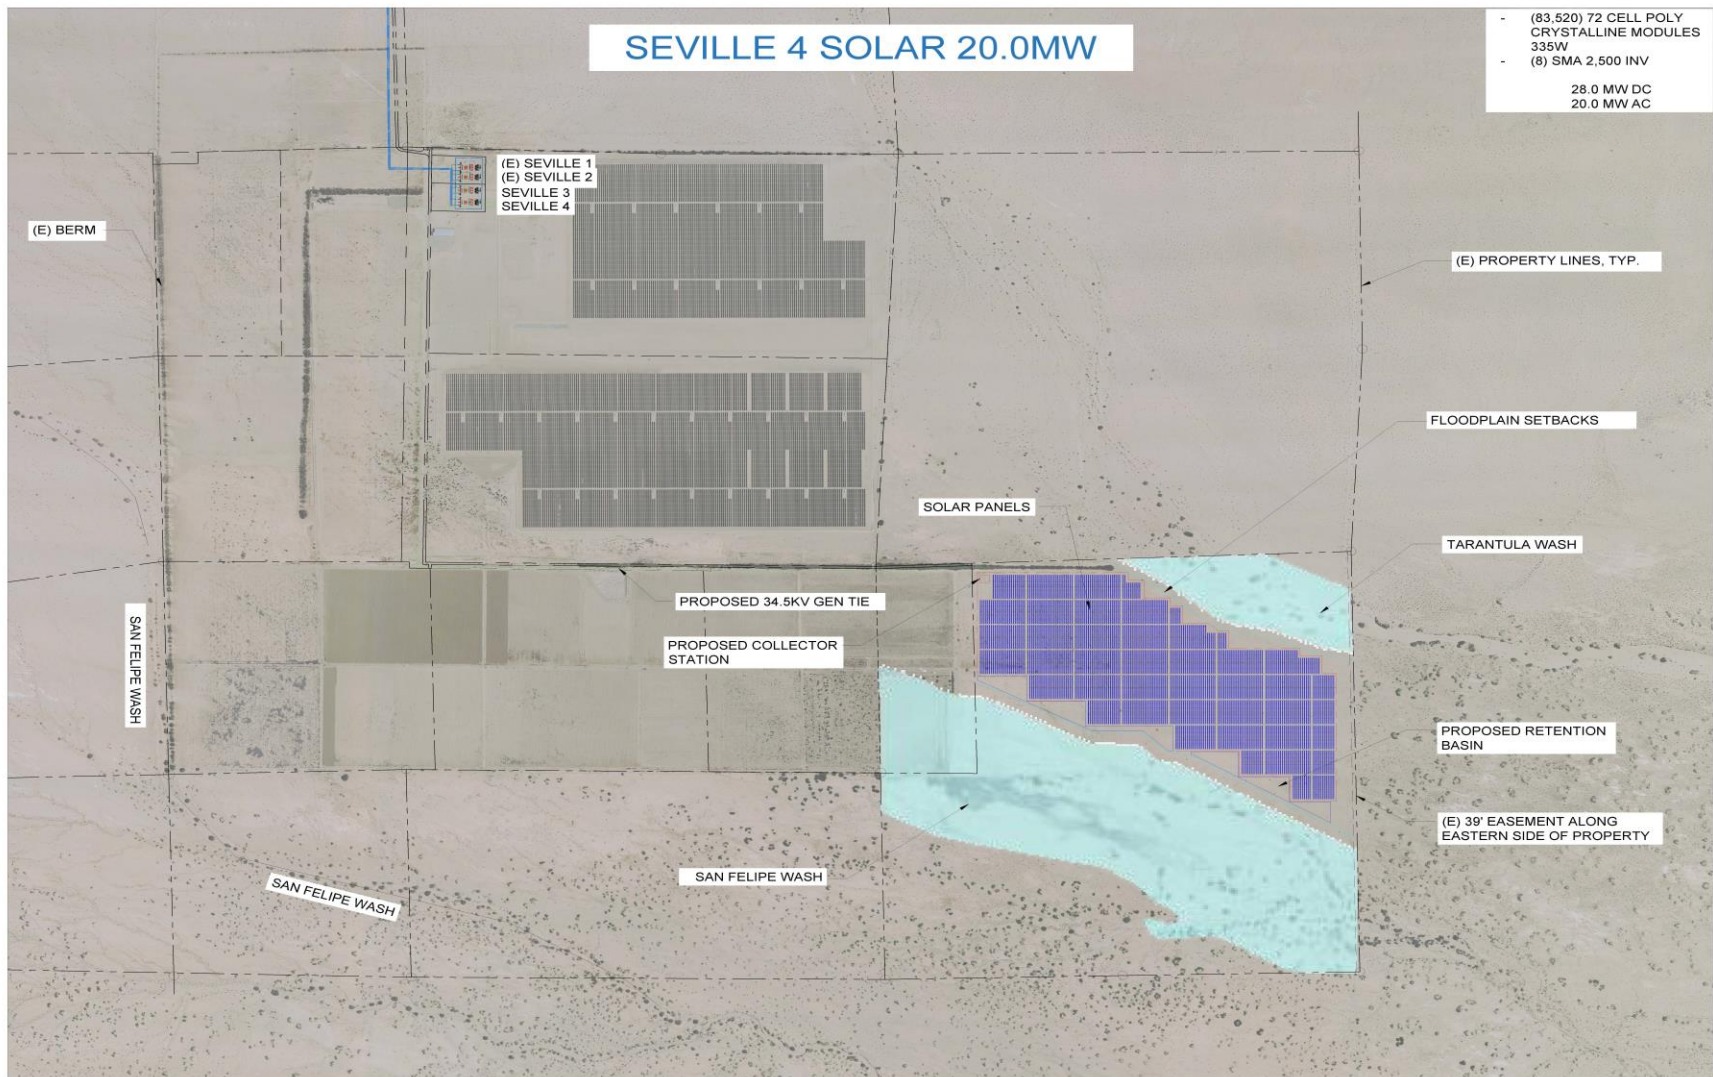 SEVILLE 4 SOLAR 20.0MW
- (83,520) 72 CELL POLY
CRYSTALLINE MODULES
335W
- (8) SMA 2,500 INV
28.0 MW DC
20.0 MW AC
(E) SEVILLE 1
(E) SEVILLE 2
SEVILLE 3
SEVILLE 4
(E) BERM
(E) PROPERTY LINES, TYP.
FLOODPLAIN SETBACKS
SOLAR PANELS
TARANTULA WASH
PROPOSED 34.5KV GEN TIE
PROPOSED COLLECTOR
STATION
SAN FELIPE WASH
PROPOSED RETENTION
BASIN
(E) 39' EASEMENT ALONG
EASTERN SIDE OF PROPERTY
SAN FELIPE WASH
SAN FELIPE WASH